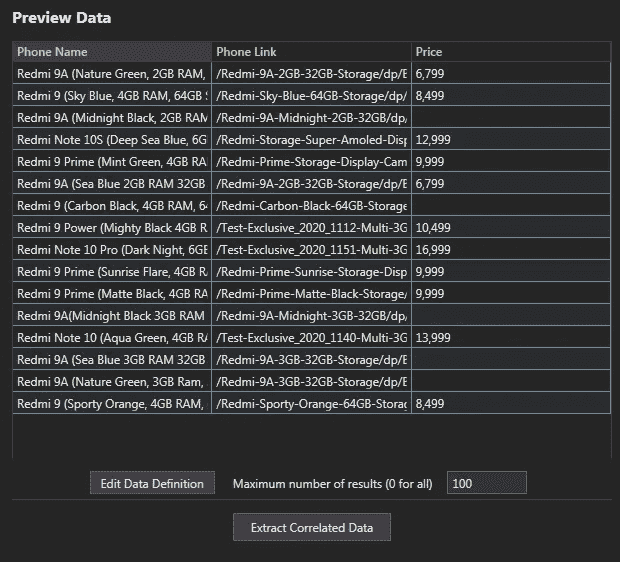 Preview Data
Phone Name Phone Link Price
Redmi 9A (Nature Green, 2GB RAM, /Redmi-9A-2GB-32GB-Storage/dp/ 6,799
Redmi 9 (Sky Blue, 4GB RAM, 64GB /Redmi-Sky-Blue-64GB-Storage/dp/ 8,499
Redmi 9A (Midnight Black, 2GB RAM /Redmi-9A-Midnight-2GB-32GB/dp/
Redmi Note 10S (Deep Sea Blue, 6G /Redmi-Storage-Super-Amoled-Disp 12,999
Redmi 9 Prime (Mint Green, 4GB RA /Redmi-Prime-Storage-Display-Cam 9,999
Redmi 9A (Sea Blue 2GB RAM 32GB /Redmi-9A-2GB-32GB-Storage/dp/ 6,799
Redmi 9 (Carbon Black, 4GB RAM, 6 /Redmi-Carbon-Black-64GB-Storage
Redmi 9 Power (Mighty Black 4GB /Test-Exclusive_2020_1112-Multi-3G 10,499
Redmi Note 10 Pro (Dark Night, 6GB /Test-Exclusive_2020_1151-Multi-3G 16,999
Redmi 9 Prime (Sunrise Flare, 4GB R /Redmi-Prime-Sunrise-Storage-Disp 9,999
Redmi 9 Prime (Matte Black, 4GB RA /Redmi-Prime-Matte-Black-Storage/ 9,999
Redmi 9A(Midnight Black 3GB RAM /Redmi-9A-Midnight-3GB-32GB/dp/
Redmi Note 10 (Aqua Green, 4GB RA /Test-Exclusive_2020_1140-Multi-3G 13,999
Redmi 9A (Sea Blue 3GB RAM 32GB /Redmi-9A-3GB-32GB-Storage/dp/
Redmi 9A (Nature Green, 3GB Ram, /Redmi-9A-3GB-32GB-Storage/dp/
Redmi 9 (Sporty Orange, 4GB RAM, /Redmi-Sporty-Orange-64GB-Storag 8,499
Edit Data Definition Maximum number of results (0 for all) 100
Extract Correlated Data